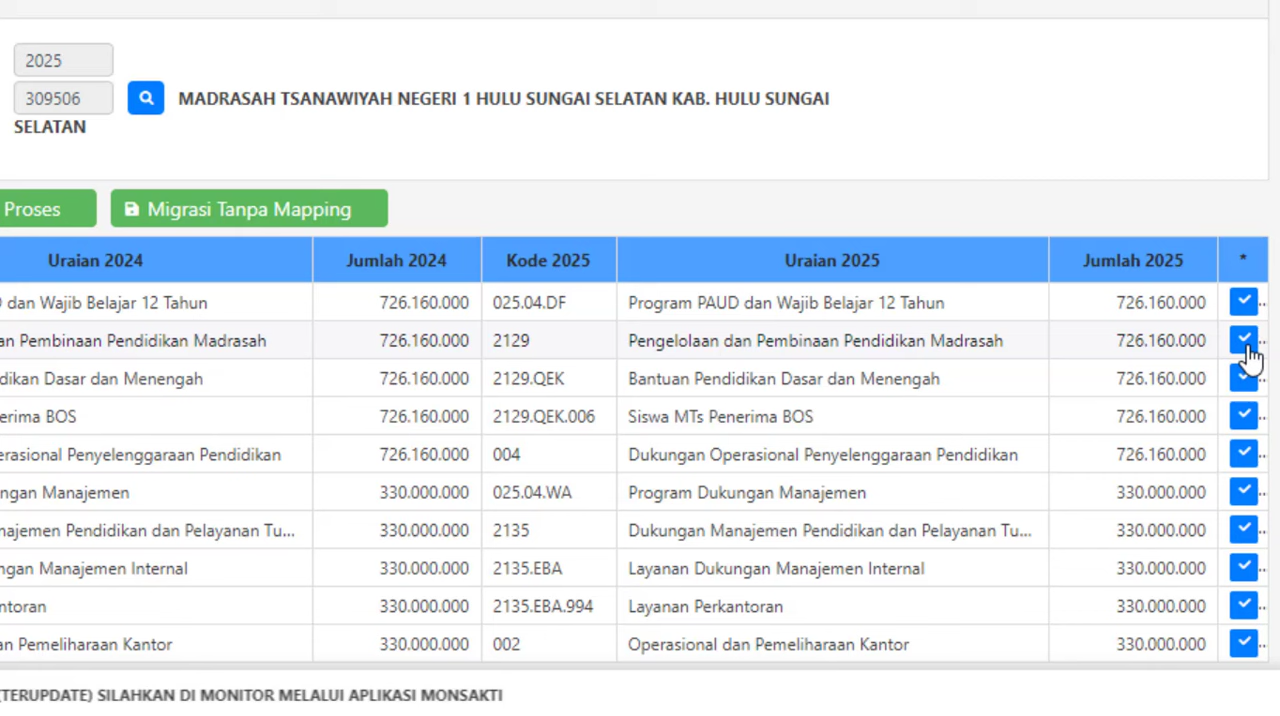 2025
309506 MADRASAH TSANAWIYAH NEGERI 1 HULU SUNGAI SELATAN KAB. HULU SUNGAI
SELATAN
Proses Migrasi Tanpa Mapping
Uraian 2024 Jumlah 2024 Kode 2025 Uraian 2025 Jumlah 2025 *
dan Wajib Belajar 12 Tahun 726.160.000 025.04.DF Program PAUD dan Wajib Belajar 12 Tahun 726.160.000
an Pembinaan Pendidikan Madrasah 726.160.000 2129 Pengelolaan dan Pembinaan Pendidikan Madrasah 726.160.000
dikan Dasar dan Menengah 726.160.000 2129.QEK Bantuan Pendidikan Dasar dan Menengah 726.160.000
erima BOS 726.160.000 2129.QEK.006 Siswa MTs Penerima BOS 726.160.000
erasional Penyelenggaraan Pendidikan 726.160.000 004 Dukungan Operasional Penyelenggaraan Pendidikan 726.160.000
ngan Manajemen 330.000.000 025.04.WA Program Dukungan Manajemen 330.000.000
najemen Pendidikan dan Pelayanan Tu... 330.000.000 2135 Dukungan Manajemen Pendidikan dan Pelayanan Tu... 330.000.000
ngan Manajemen Internal 330.000.000 2135.EBA Layanan Dukungan Manajemen Internal 330.000.000
ntoran 330.000.000 2135.EBA.994 Layanan Perkantoran 330.000.000
an Pemeliharaan Kantor 330.000.000 002 Operasional dan Pemeliharaan Kantor 330.000.000
(TERUPDATE) SILAHKAN DI MONITOR MELALUI APLIKASI MONSAKTI